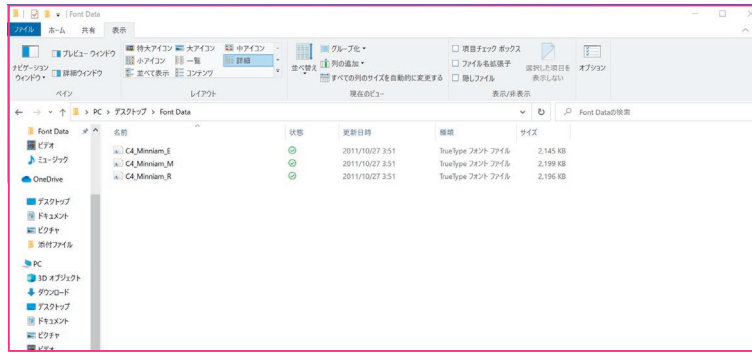 Font Data
ファイル ホーム 共有 表示
ナビゲーション ウィンドウ
プレビュー ウィンドウ
詳細ウィンドウ
ペイン
特大アイコン 大アイコン 中アイコン
小アイコン 一覧 詳細
並べて表示 コンテンツ
レイアウト
並べ替え
グループ化
列の追加
すべての列のサイズを自動的に変更する
現在のビュー
項目チェック ボックス
ファイル名拡張子
隠しファイル
選択した項目を 表示しない
表示/非表示
オプション
PC > デスクトップ > Font Data
Font Dataの検索
名前 状態 更新日時 種類 サイズ
C4_Minniam_E 2011/10/27 3:51 TrueType フォント ファイル 2,145 KB
C4_Minniam_M 2011/10/27 3:51 TrueType フォント ファイル 2,199 KB
C4_Minniam_R 2011/10/27 3:51 TrueType フォント ファイル 2,196 KB
Font Data
ビデオ
ミュージック
OneDrive
デスクトップ
ドキュメント
ピクチャ
添付ファイル
PC
3D オブジェクト
ダウンロード
デスクトップ
ドキュメント
ピクチャ